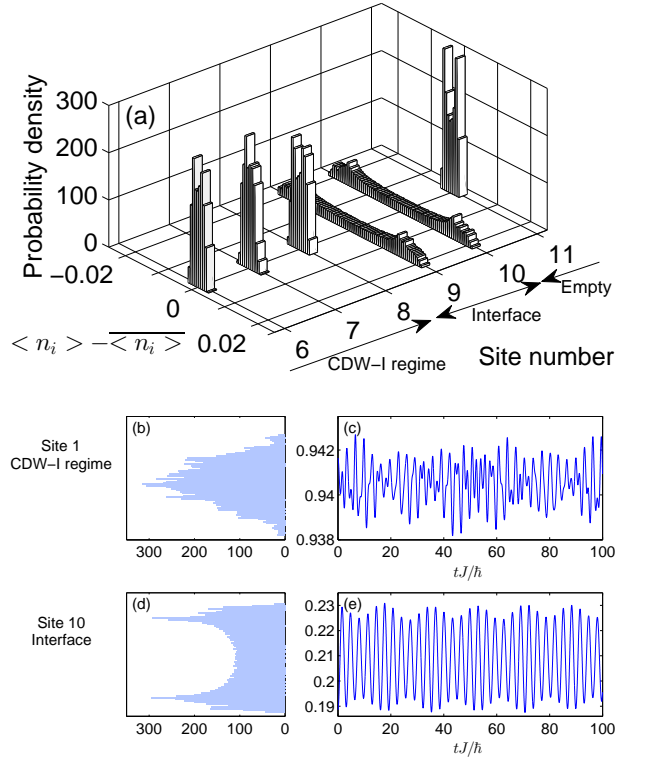 (a)
Probability density
300
200
100
0
−0.02
0
0.02
< n_i > − \overline{< n_i >}
6
7
8
9
10
11
Empty
Interface
CDW−I regime
Site number
Site 1
CDW−I regime
(b)
300
200
100
0
(c)
0.942
0.94
0.938
0
20
40
60
80
100
tJ/ħ
Site 10
Interface
(d)
300
200
100
0
(e)
0.23
0.22
0.21
0.2
0.19
0
20
40
60
80
100
tJ/ħ